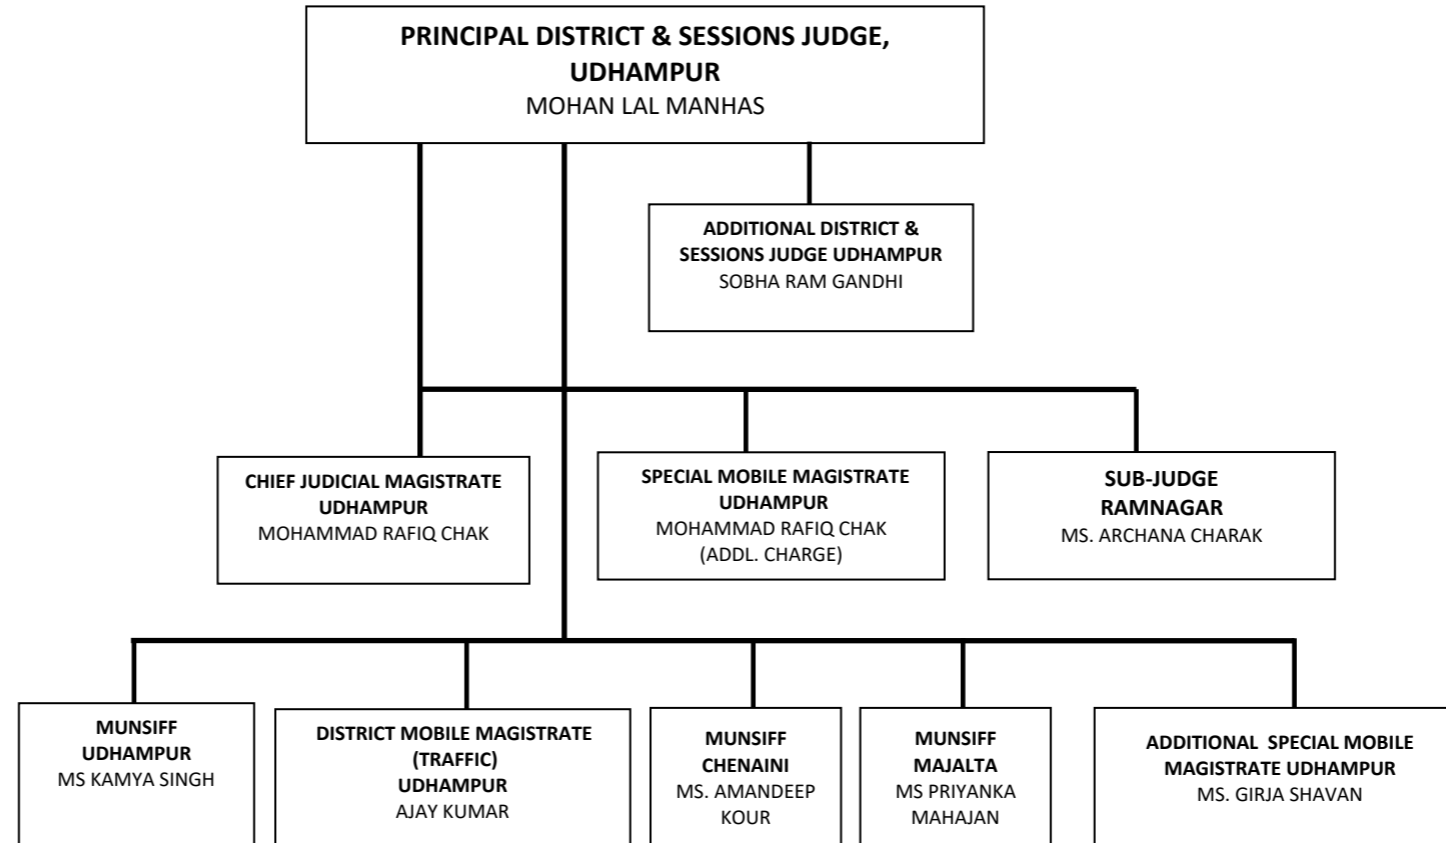 PRINCIPAL DISTRICT & SESSIONS JUDGE,
UDHAMPUR
MOHAN LAL MANHAS
ADDITIONAL DISTRICT &
SESSIONS JUDGE UDHAMPUR
SOBHA RAM GANDHI
CHIEF JUDICIAL MAGISTRATE
UDHAMPUR
MOHAMMAD RAFIQ CHAK
SPECIAL MOBILE MAGISTRATE
UDHAMPUR
MOHAMMAD RAFIQ CHAK
(ADDL. CHARGE)
SUB-JUDGE
RAMNAGAR
MS. ARCHANA CHARAK
MUNSIFF
UDHAMPUR
MS KAMYA SINGH
DISTRICT MOBILE MAGISTRATE
(TRAFFIC)
UDHAMPUR
AJAY KUMAR
MUNSIFF
CHENAINI
MS. AMANDEEP
KOUR
MUNSIFF
MAJALTA
MS PRIYANKA
MAHAJAN
ADDITIONAL  SPECIAL MOBILE
MAGISTRATE UDHAMPUR
MS. GIRJA SHAVAN